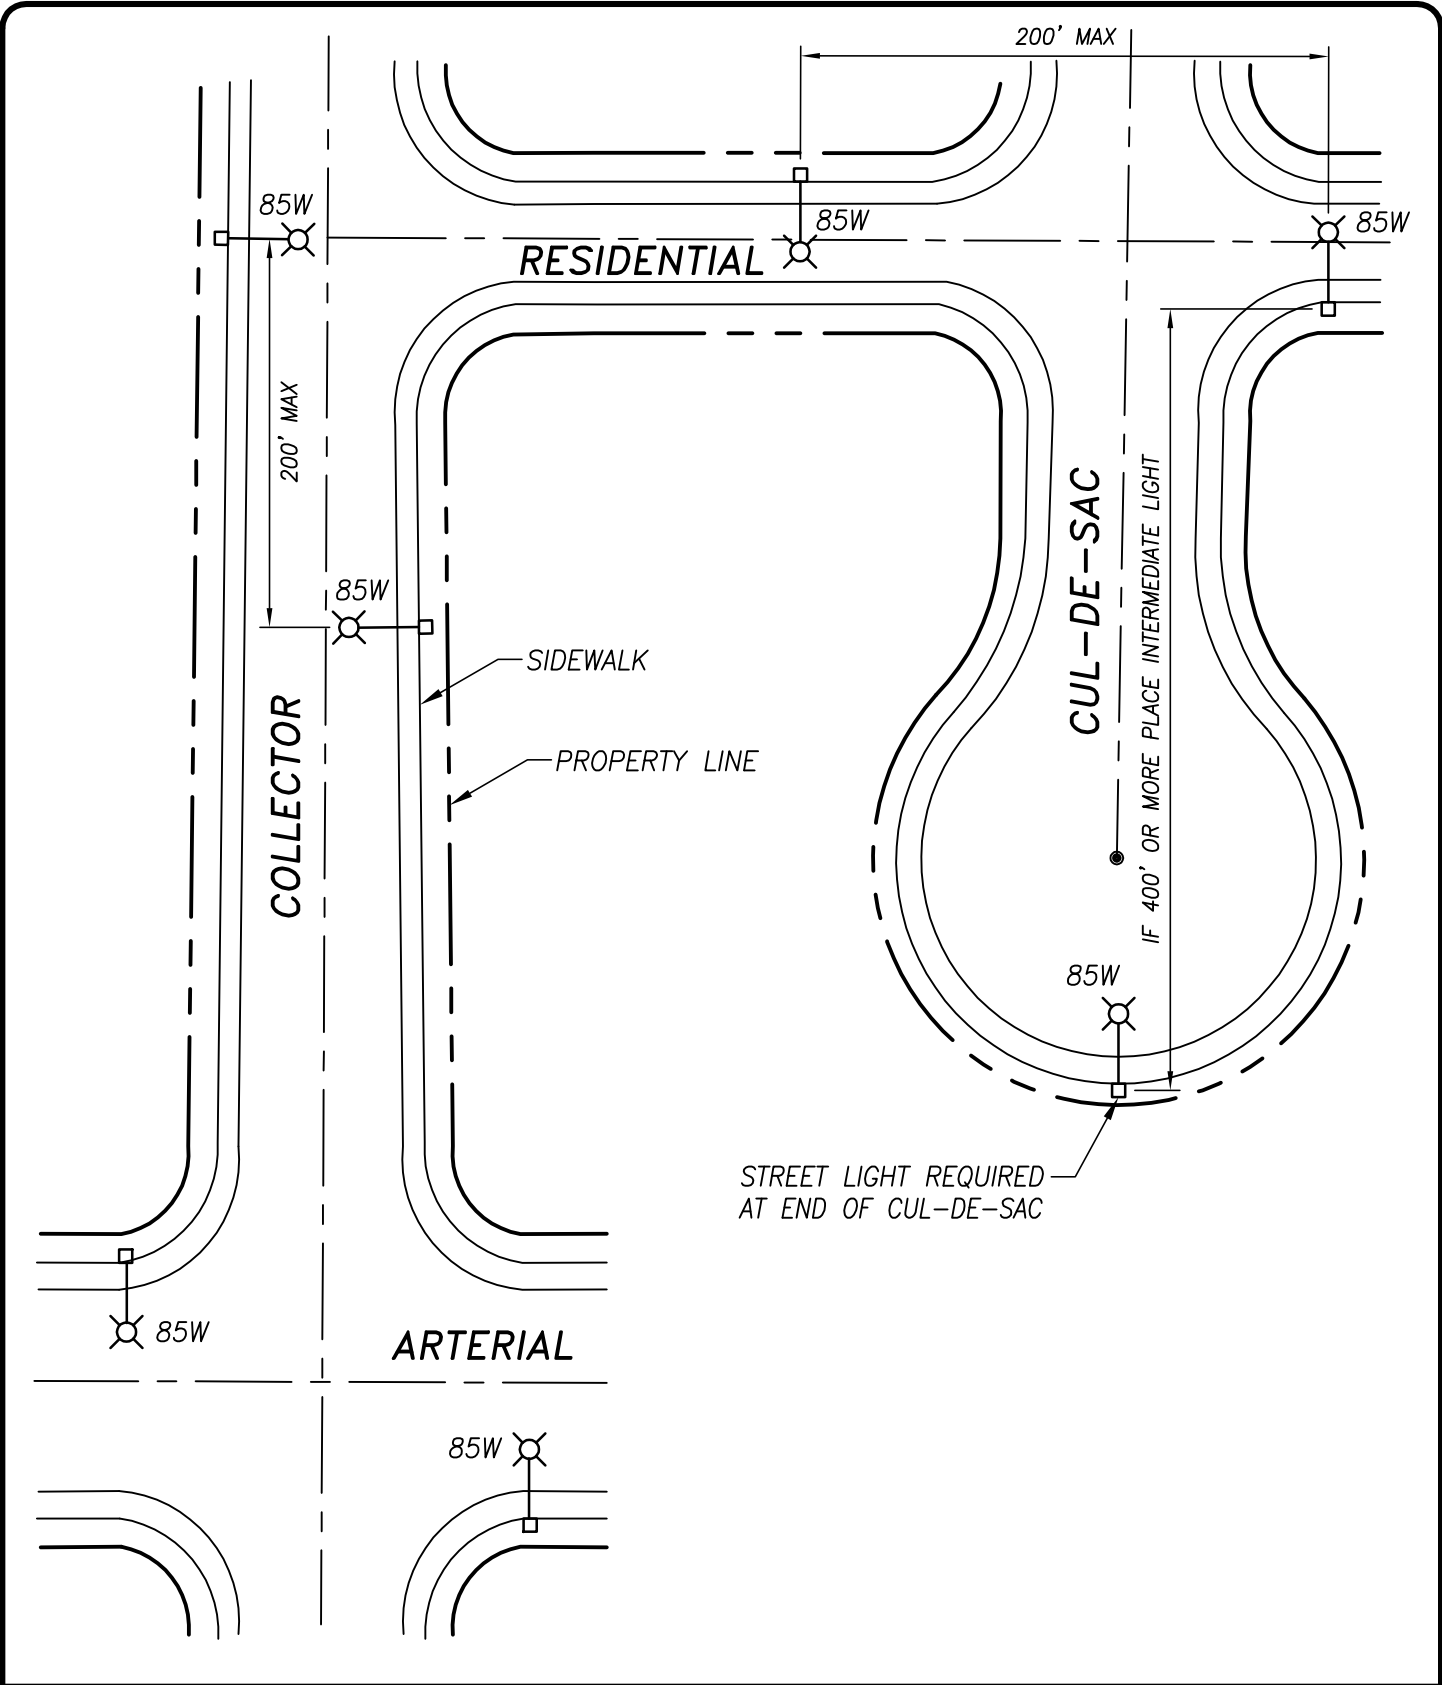 200' MAX
85W
85W
85W
RESIDENTIAL
200' MAX
85W
CUL-DE-SAC
IF 400' OR MORE PLACE INTERMEDIATE LIGHT
SIDEWALK
COLLECTOR
PROPERTY LINE
85W
STREET LIGHT REQUIRED
AT END OF CUL-DE-SAC
85W
ARTERIAL
85W